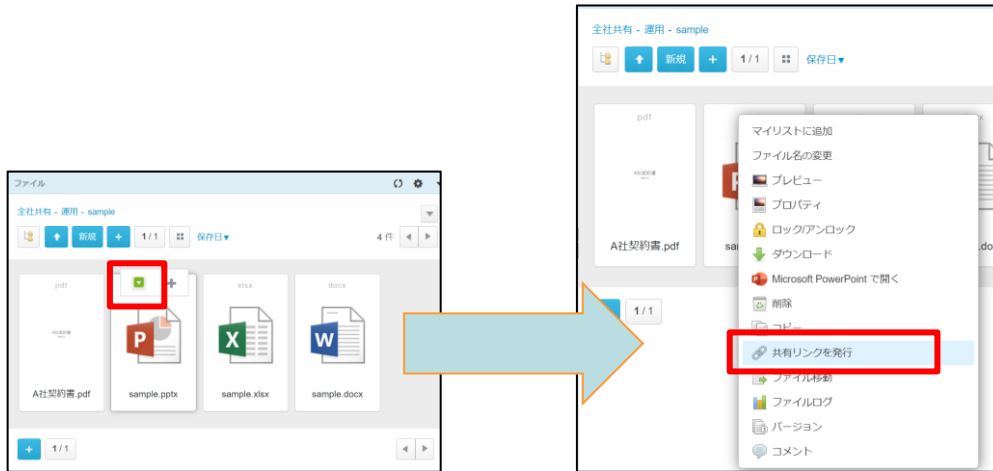 ファイル
全社共有 - 運用 - sample
新規
+
1/1
保存日▼
4 件
pdf
xlsx
docx
A社契約書.pdf
sample.pptx
sample.xlsx
sample.docx
+
1/1
全社共有 - 運用 - sample
新規
+
1/1
保存日▼
pdf
A社契約書.pdf
1/1
マイリストに追加
ファイル名の変更
プレビュー
プロパティ
ロック/アンロック
ダウンロード
Microsoft PowerPoint で開く
削除
コピー
共有リンクを発行
ファイル移動
ファイルログ
バージョン
コメント